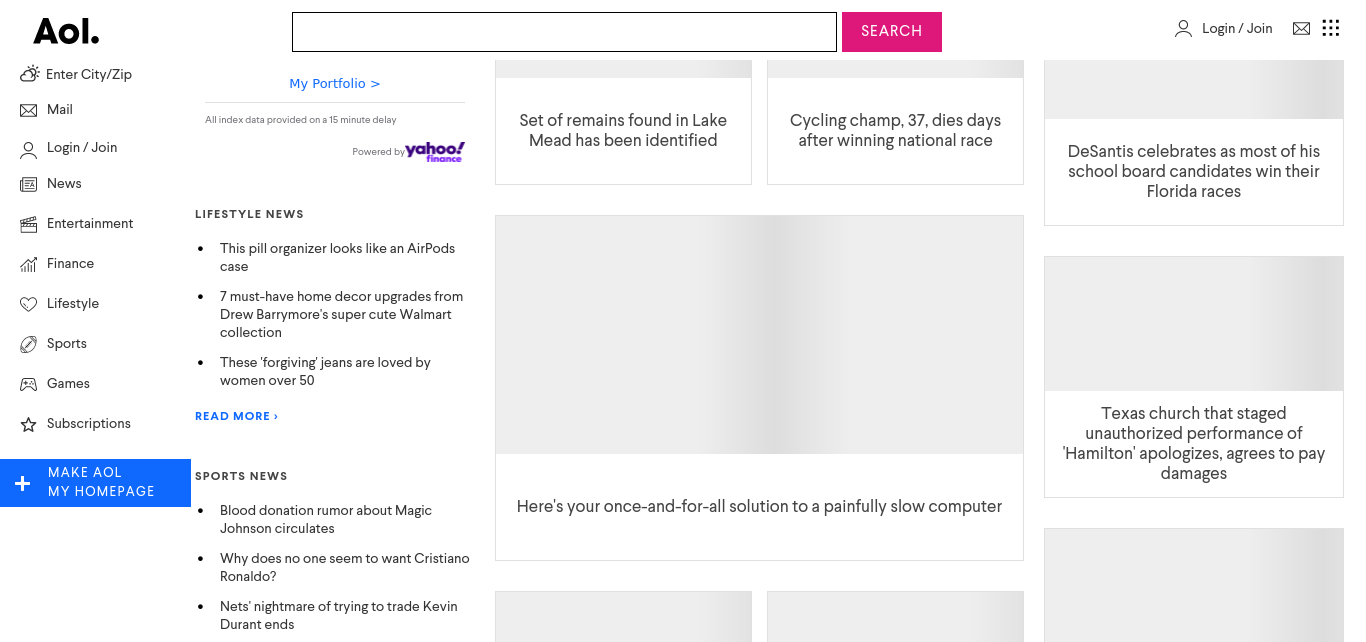 Aol.
SEARCH
Login / Join
Enter City/Zip
Mail
Login / Join
News
Entertainment
Finance
Lifestyle
Sports
Games
Subscriptions
MAKE AOL
MY HOMEPAGE
My Portfolio >
All index data provided on a 15 minute delay
Powered by yahoo!
finance
LIFESTYLE NEWS
This pill organizer looks like an AirPods
case
7 must-have home decor upgrades from
Drew Barrymore's super cute Walmart
collection
These 'forgiving' jeans are loved by
women over 50
READ MORE ›
SPORTS NEWS
Blood donation rumor about Magic
Johnson circulates
Why does no one seem to want Cristiano
Ronaldo?
Nets' nightmare of trying to trade Kevin
Durant ends
Set of remains found in Lake
Mead has been identified
Cycling champ, 37, dies days
after winning national race
Here's your once-and-for-all solution to a painfully slow computer
DeSantis celebrates as most of his
school board candidates win their
Florida races
Texas church that staged
unauthorized performance of
'Hamilton' apologizes, agrees to pay
damages